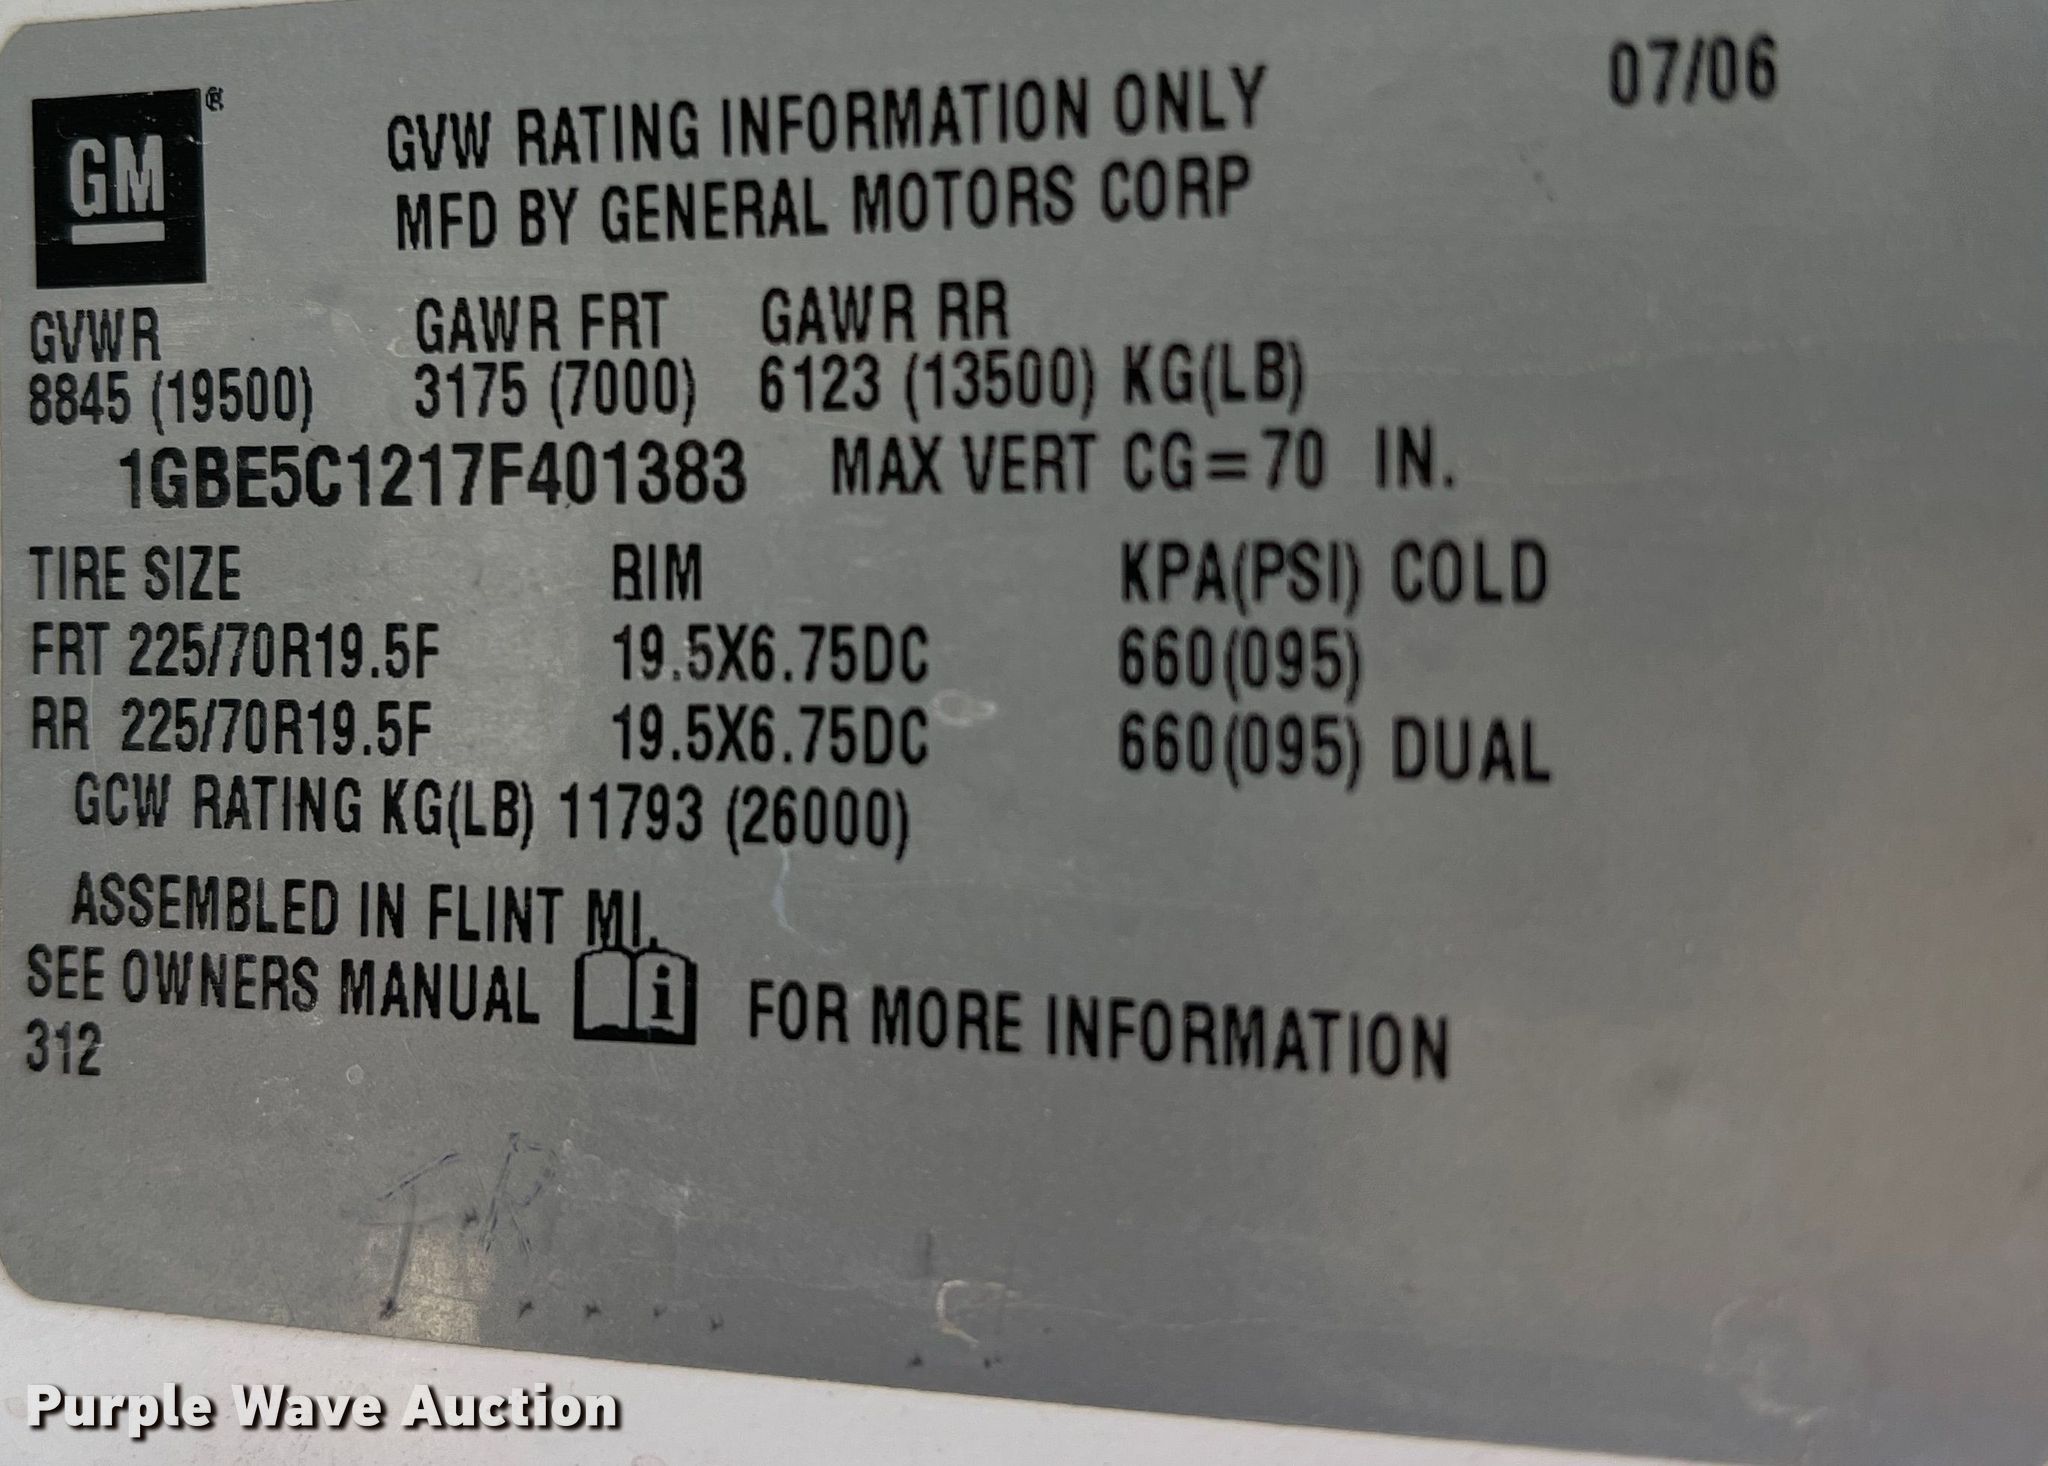 07/06
GM®
GVW RATING INFORMATION ONLY
MFD BY GENERAL MOTORS CORP
GVWR GAWR FRT GAWR RR
8845 (19500) 3175 (7000) 6123 (13500) KG(LB)
1GBE5C1217F401383 MAX VERT CG=70 IN.
TIRE SIZE RIM KPA(PSI) COLD
FRT 225/70R19.5F 19.5X6.75DC 660(095)
RR 225/70R19.5F 19.5X6.75DC 660(095) DUAL
GCW RATING KG(LB) 11793 (26000)
ASSEMBLED IN FLINT MI.
SEE OWNERS MANUAL i FOR MORE INFORMATION
312
Purple Wave Auction